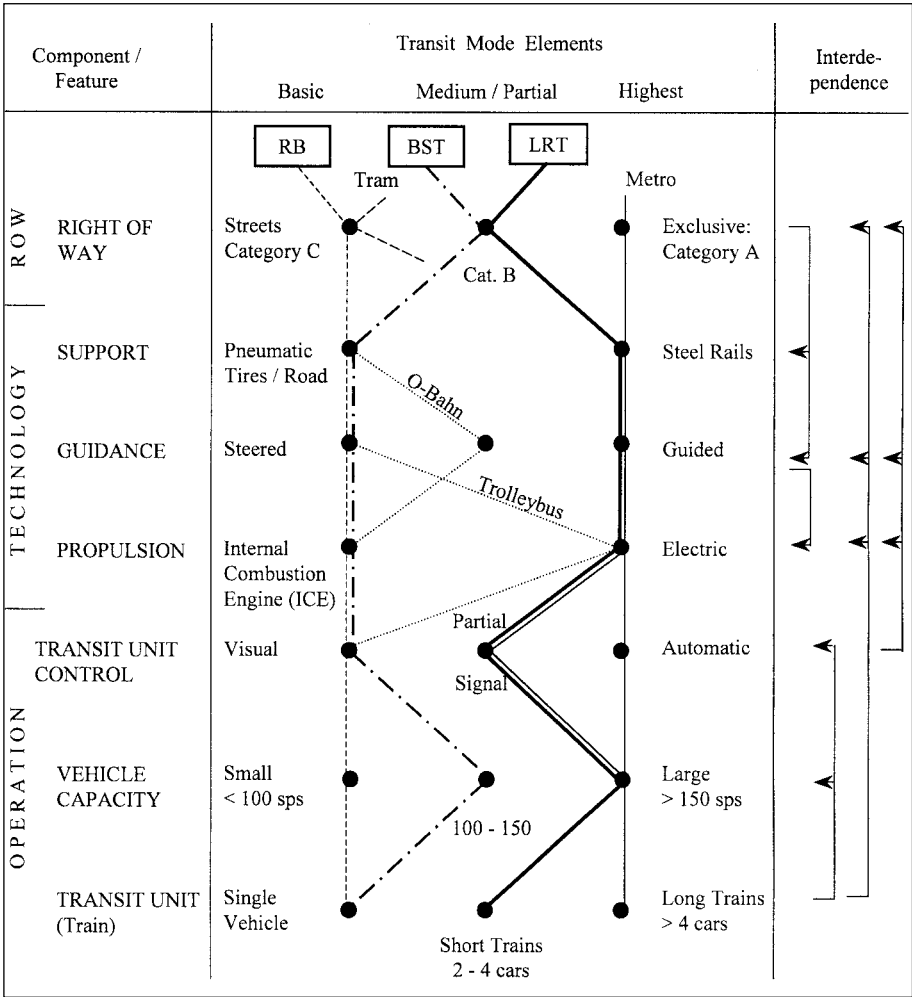 Component /
Feature
Transit Mode Elements
Basic
Medium / Partial
Highest
Interde-
pendence
RB
BST
LRT
Tram
Metro
ROW
RIGHT OF
WAY
Streets
Category C
Cat. B
Exclusive:
Category A
TECHNOLOGY
SUPPORT
Pneumatic
Tires / Road
O-Bahn
Steel Rails
GUIDANCE
Steered
Guided
Trolleybus
PROPULSION
Internal
Combustion
Engine (ICE)
Electric
OPERATION
TRANSIT UNIT
CONTROL
Visual
Partial
Signal
Automatic
VEHICLE
CAPACITY
Small
< 100 sps
100 - 150
Large
> 150 sps
TRANSIT UNIT
(Train)
Single
Vehicle
Short Trains
2 - 4 cars
Long Trains
> 4 cars